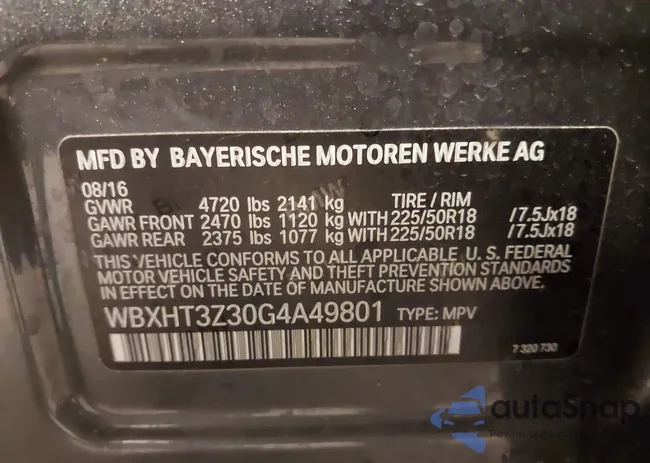 MFD BY BAYERISCHE MOTOREN WERKE AG
08/16
GVWR 4720 lbs 2141 kg TIRE / RIM
GAWR FRONT 2470 lbs 1120 kg WITH 225/50R18 /7.5Jx18
GAWR REAR 2375 lbs 1077 kg WITH 225/50R18 /7.5Jx18
THIS VEHICLE CONFORMS TO ALL APPLICABLE U. S. FEDERAL
MOTOR VEHICLE SAFETY AND THEFT PREVENTION STANDARDS
IN EFFECT ON THE DATE OF MANUFACTURE SHOWN ABOVE.
WBXHT3Z30G4A49801 TYPE: MPV
7 320 730
autoSnap